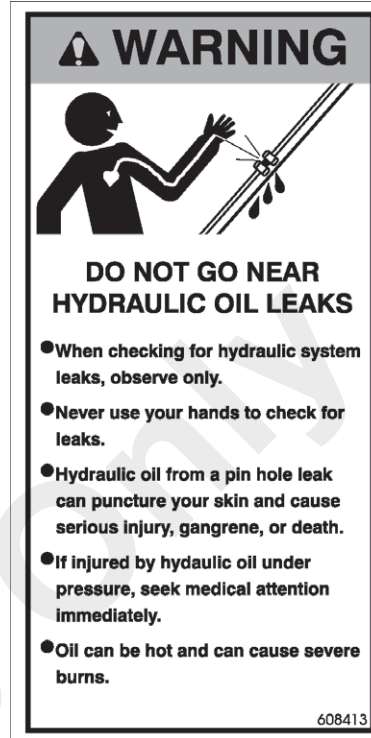 WARNING
DO NOT GO NEAR
HYDRAULIC OIL LEAKS
●When checking for hydraulic system
leaks, observe only.
●Never use your hands to check for
leaks.
●Hydraulic oil from a pin hole leak
can puncture your skin and cause
serious injury, gangrene, or death.
●If injured by hydaulic oil under
pressure, seek medical attention
immediately.
●Oil can be hot and can cause severe
burns.
608413
only